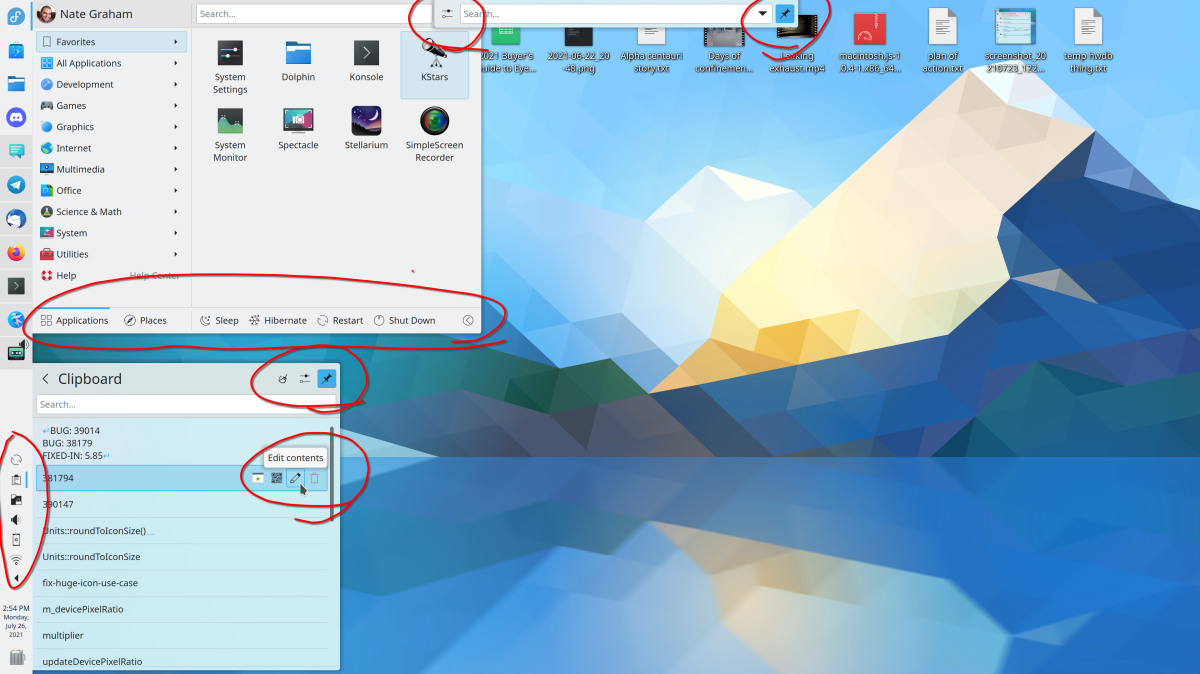 Nate Graham
Search...
Search...
Favorites
All Applications
Development
Games
Graphics
Internet
Multimedia
Office
Science & Math
System
Utilities
Help
Help Center
System
Settings
Dolphin
Konsole
KStars
System
Monitor
Spectacle
Stellarium
SimpleScreen
Recorder
Applications
Places
Sleep
Hibernate
Restart
Shut Down
2021 Buyer's
Guide to Eye...
2021-06-22_20
-48.png
Alpha centauri
story.txt
Days of
confinemen...
exhaust.mp4
macintosh.js-1
.0.4-1.x86_64...
plan of
action.txt
screenshot_20
210723_122...
temp hwdb
thing.txt
Clipboard
Search...
BUG: 39014
BUG: 38179
FIXED-IN: 5.85
Edit contents
381794
390147
Units::roundToIconSize()
Units::roundToIconSize
fix-huge-icon-use-case
m_devicePixelRatio
multiplier
updateDevicePixelRatio
2:54 PM
Monday,
July 26,
2021